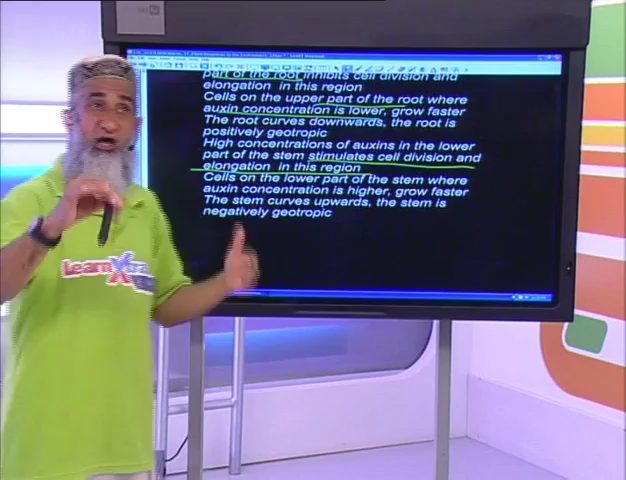 part of the root inhibits cell division and
elongation in this region
Cells on the upper part of the root where
auxin concentration is lower, grow faster
The root curves downwards, the root is
positively geotropic
High concentrations of auxins in the lower
part of the stem stimulates cell division and
elongation in this region
Cells on the lower part of the stem where
auxin concentration is higher, grow faster
The stem curves upwards, the stem is
negatively geotropic
LearnXtra